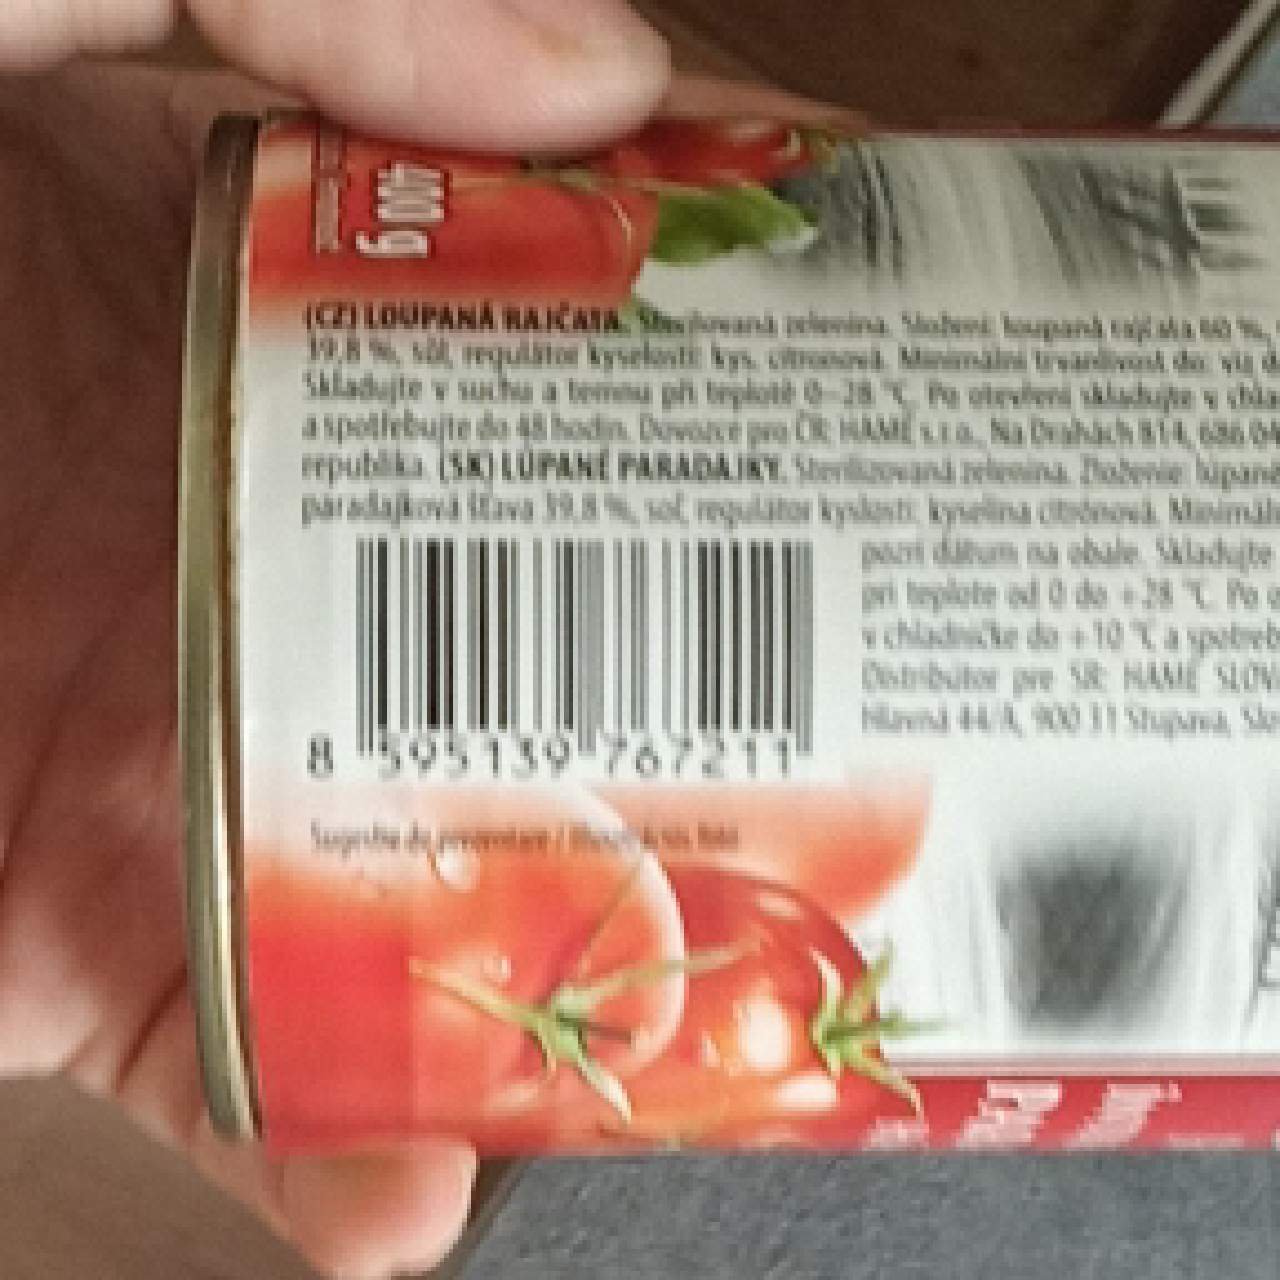 400 g
(CZ) LOUPANÁ RAJČATA. Sterilovaná zelenina. Složení: loupaná rajčata 60 %,
39,8 %, sůl, regulátor kyselosti: kys. citronová. Minimální trvanlivost do: viz d
Skladujte v suchu a temnu při teplotě 0–28 °C. Po otevření skladujte v chla
a spotřebujte do 48 hodin. Dovozce pro ČR: HAMÉ s.r.o., Na Drahách 814, 686 04
republika. (SK) LÚPANÉ PARADAJKY. Sterilizovaná zelenina. Zloženie: lúpané
paradajková šťava 39,8 %, soľ, regulátor kyslosti: kyselina citrónová. Minimáln
pozri dátum na obale. Skladujte
pri teplote od 0 do +28 °C. Po o
v chladničke do +10 °C a spotreb
Distribútor pre SR: HAMÉ SLOV
hlavná 44/A, 900 31 Stupava, Slo
8 595139 767211